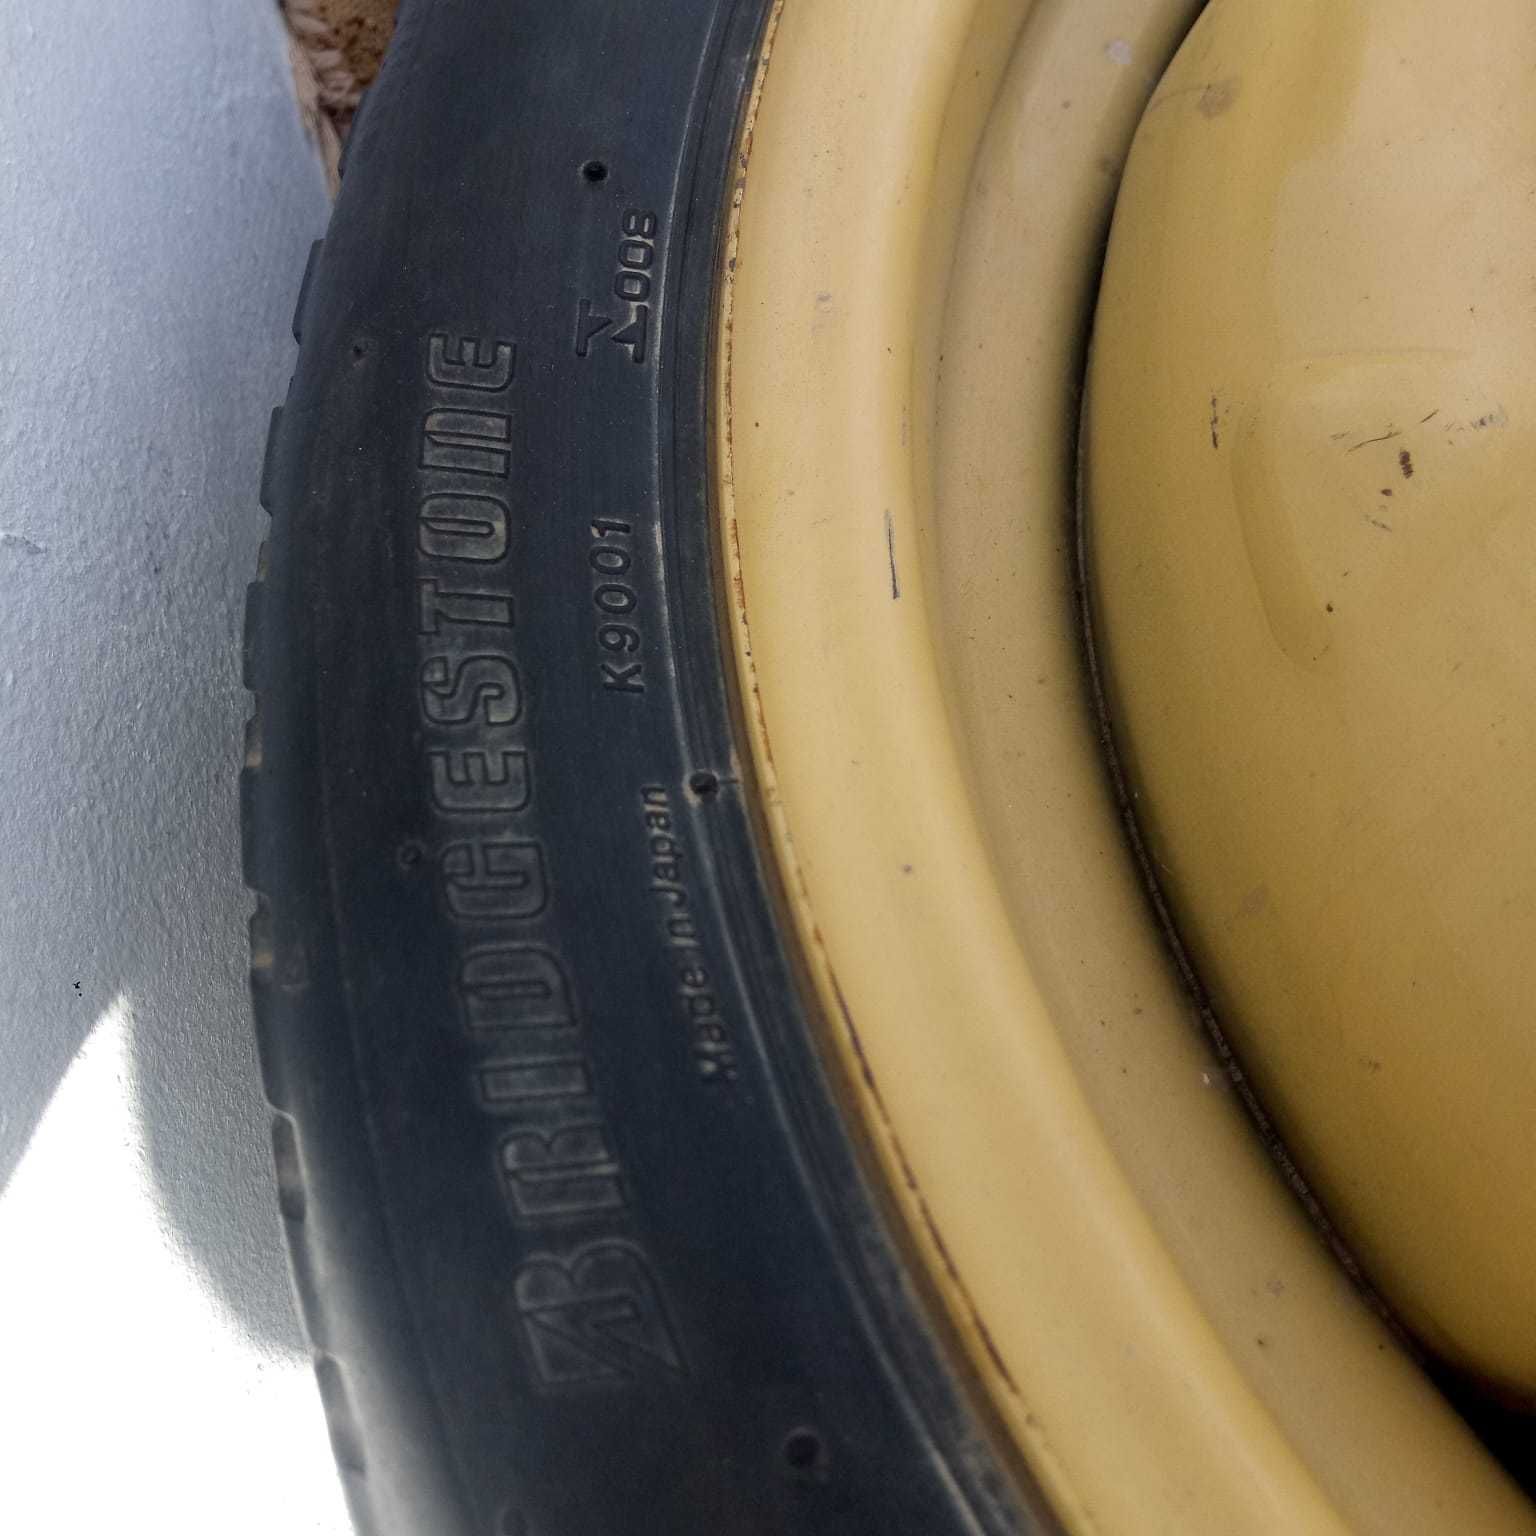 BRIDGESTONE
K9001
008
Made in Japan